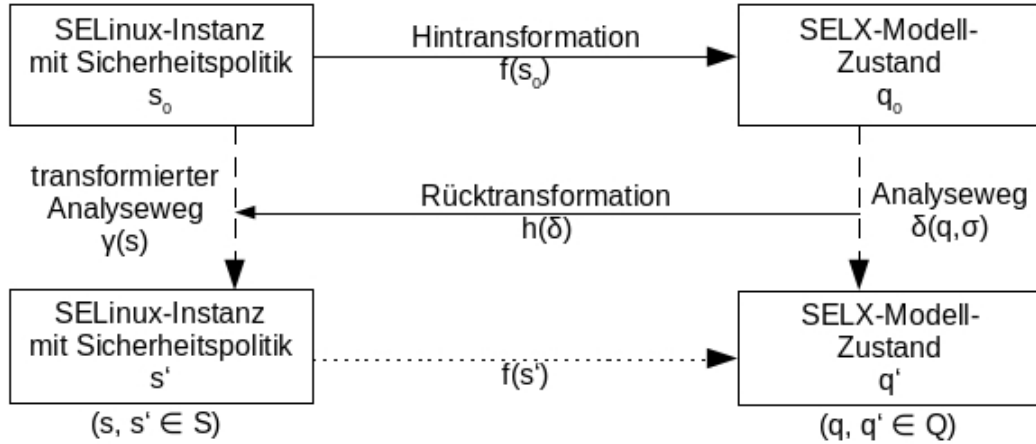 SELinux-Instanz
mit Sicherheitspolitik
s₀
Hintransformation
f(s₀)
SELX-Modell-
Zustand
q₀
transformierter
Analyseweg
γ(s)
Rücktransformation
h(δ)
Analyseweg
δ(q,σ)
SELinux-Instanz
mit Sicherheitspolitik
s‘
f(s‘)
SELX-Modell-
Zustand
q‘
(s, s‘ ∈ S)
(q, q‘ ∈ Q)